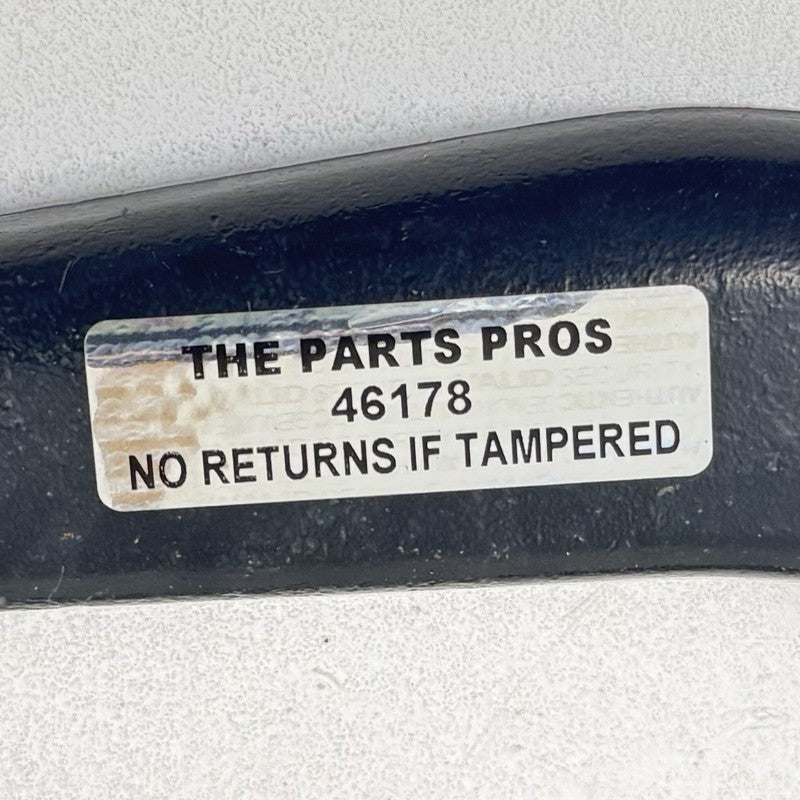 THE PARTS PROS
46178
NO RETURNS IF TAMPERED